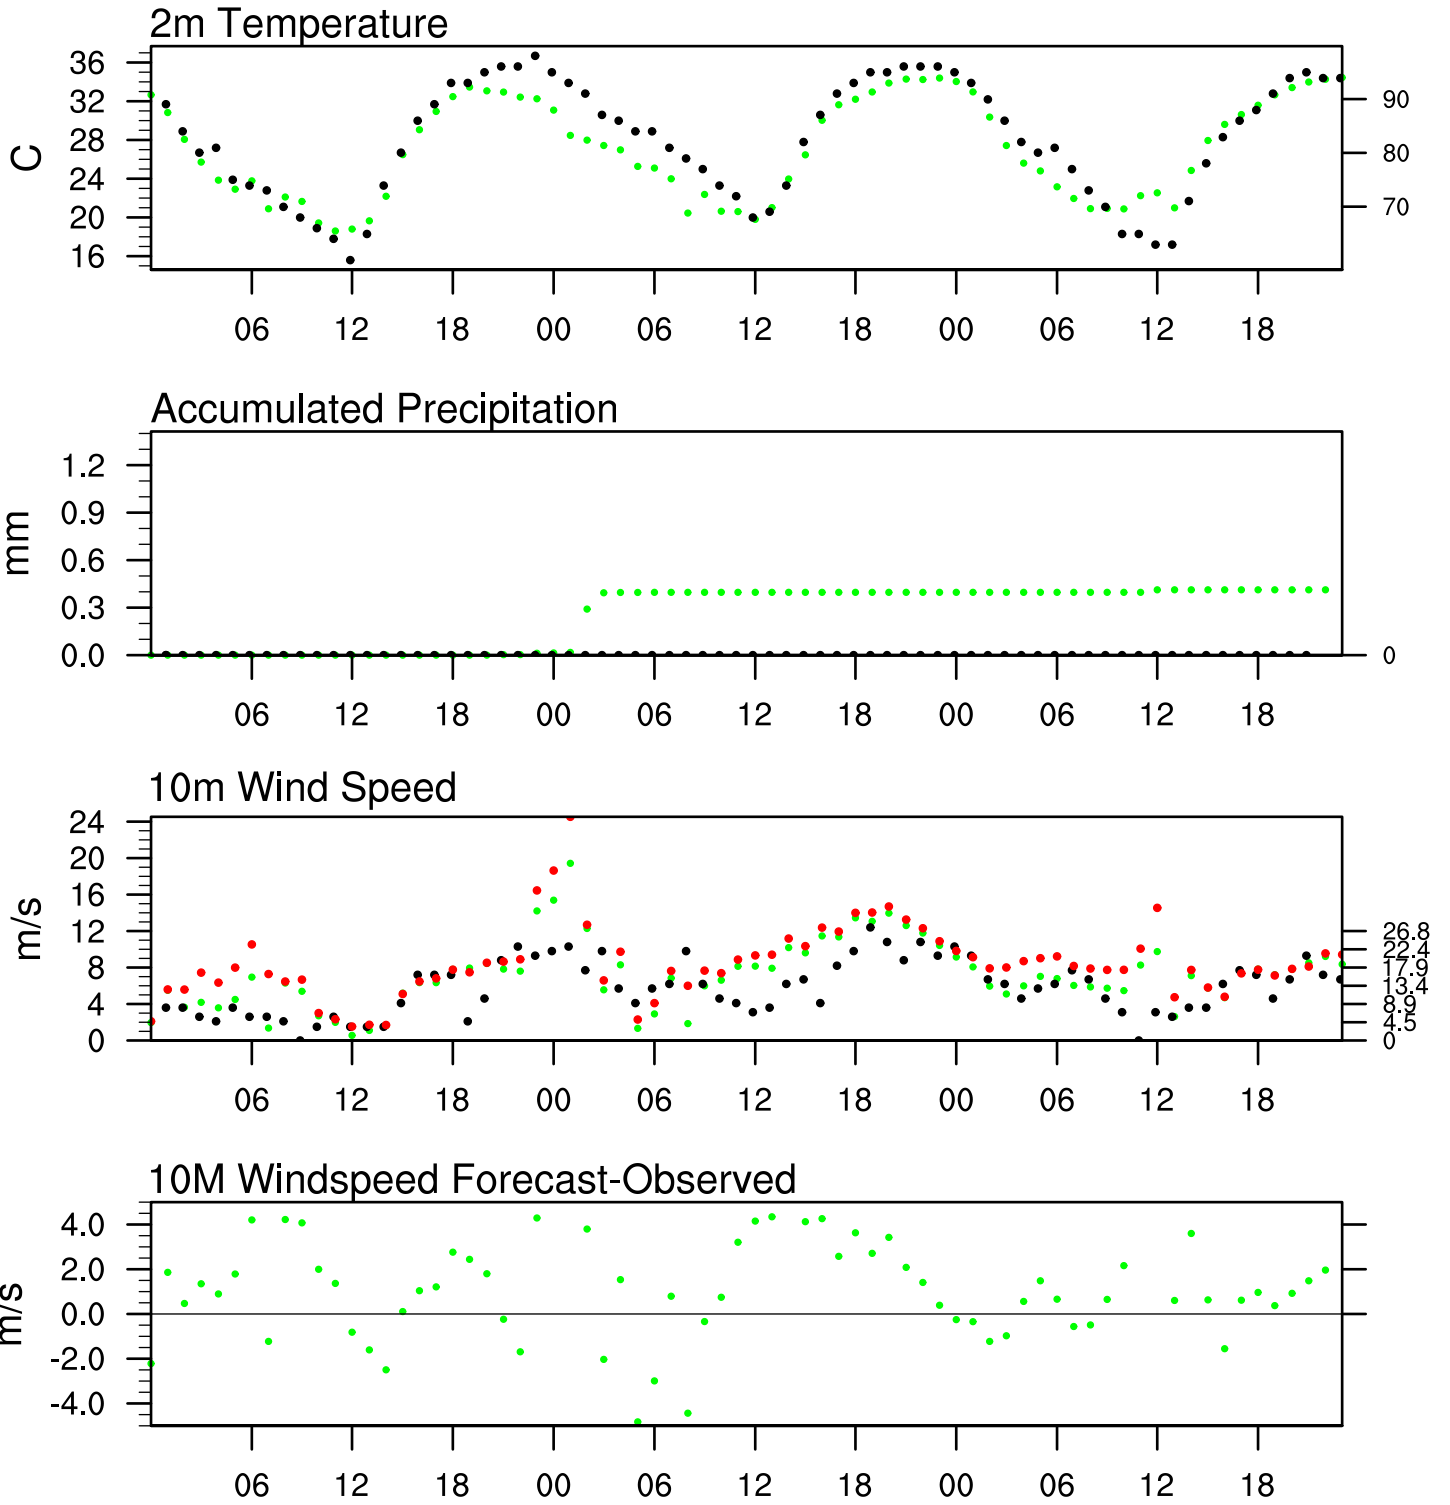 2m Temperature
36
32
28
24
20
16
C
90
80
70
06 12 18 00 06 12 18 00 06 12 18
Accumulated Precipitation
1.2
0.9
0.6
0.3
0.0
mm
0
06 12 18 00 06 12 18 00 06 12 18
10m Wind Speed
24
20
16
12
8
4
0
m/s
26.8
22.4
17.9
13.4
8.9
4.5
0
06 12 18 00 06 12 18 00 06 12 18
10M Windspeed Forecast-Observed
4.0
2.0
0.0
-2.0
-4.0
m/s
06 12 18 00 06 12 18 00 06 12 18